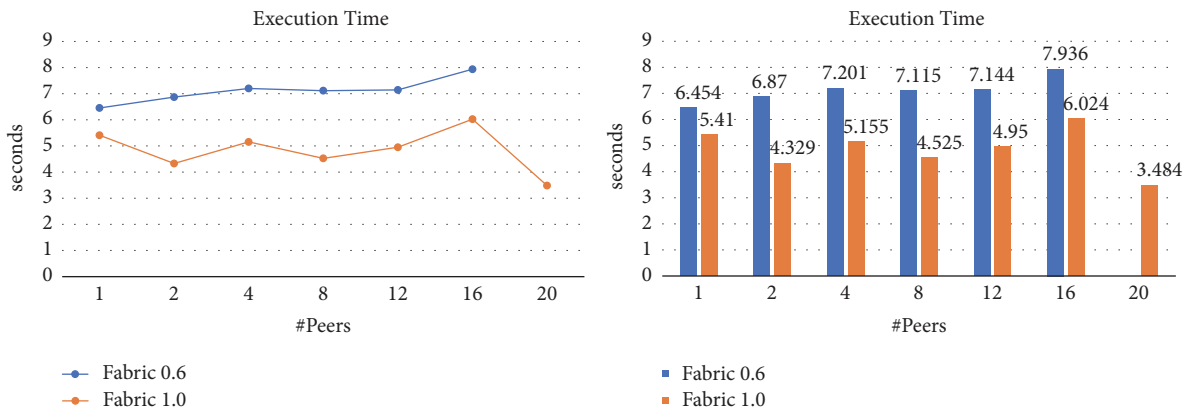 Execution Time
9
8
7
6
5
4
3
2
1
0
seconds
1 2 4 8 12 16 20
#Peers
Fabric 0.6
Fabric 1.0
Execution Time
9
8
7
6
5
4
3
2
1
0
seconds
6.454
5.41
6.87
4.329
7.201
5.155
7.115
4.525
7.144
4.95
7.936
6.024
3.484
1 2 4 8 12 16 20
#Peers
Fabric 0.6
Fabric 1.0